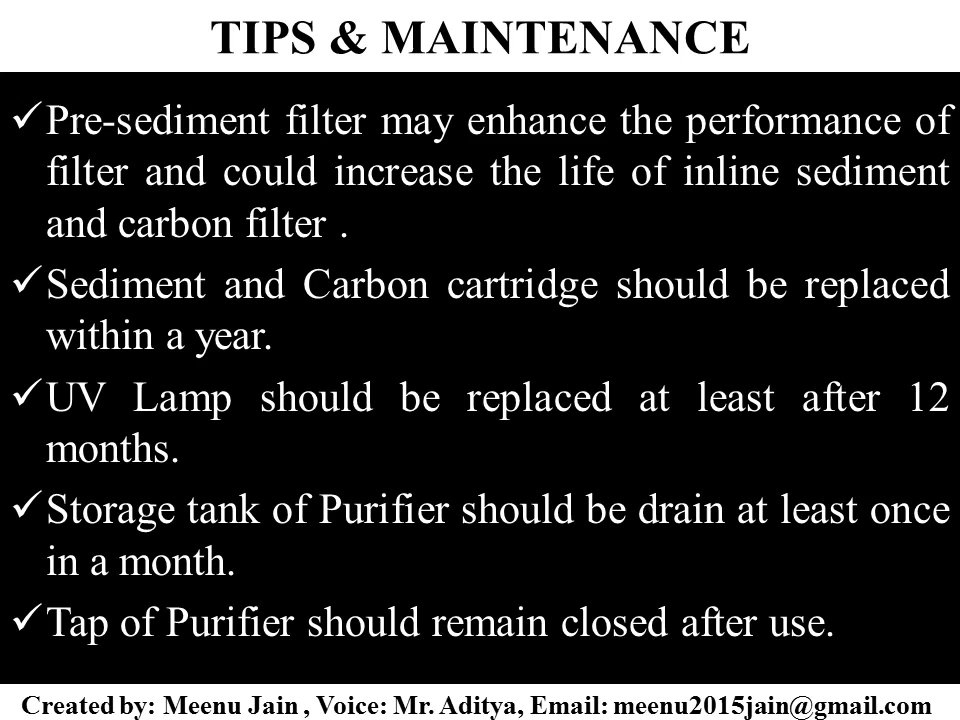 TIPS & MAINTENANCE
✓ Pre-sediment filter may enhance the performance of
filter and could increase the life of inline sediment
and carbon filter .
✓ Sediment and Carbon cartridge should be replaced
within a year.
✓ UV Lamp should be replaced at least after 12
months.
✓ Storage tank of Purifier should be drain at least once
in a month.
✓ Tap of Purifier should remain closed after use.
Created by: Meenu Jain , Voice: Mr. Aditya, Email: meenu2015jain@gmail.com